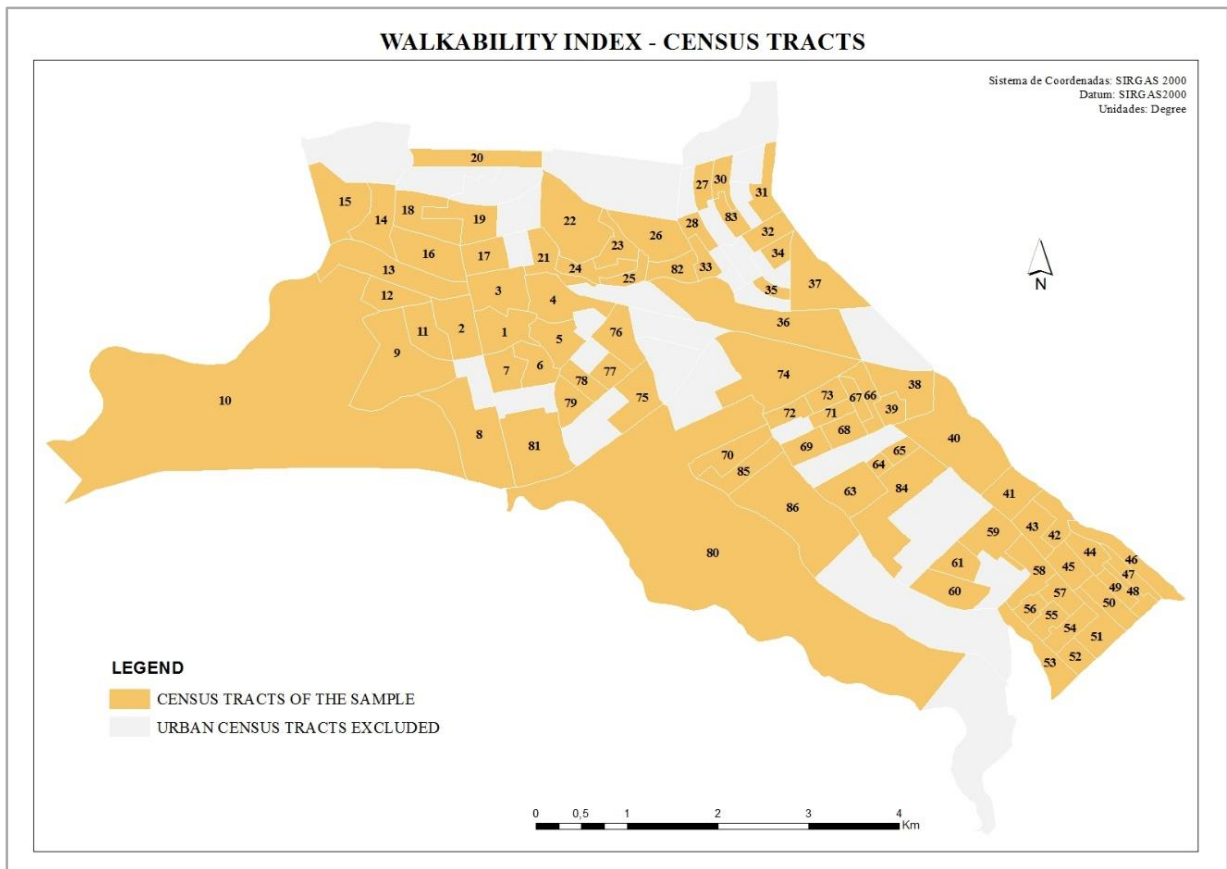 WALKABILITY INDEX - CENSUS TRACTS
Sistema de Coordenadas: SIRGAS 2000
Datum: SIRGAS2000
Unidades: Degree
20
27 30
15 31
14 18 19 22 28 83
26 32
23
16 17 21 34
13 24 82 33
25 37
12 3 35
4
36
11 2 1 5 76
9 6 77 74
7 78 38
10 79 75 73 67 66
72 71 39
8 81 68 40
70 69 65
85 64
63 84 41
86
59 43 42
80 61 44 46
58 45 47
60 57 49 48
56 55 50
54 51
53 52
N
LEGEND
CENSUS TRACTS OF THE SAMPLE
URBAN CENSUS TRACTS EXCLUDED
0 0,5 1 2 3 4
Km